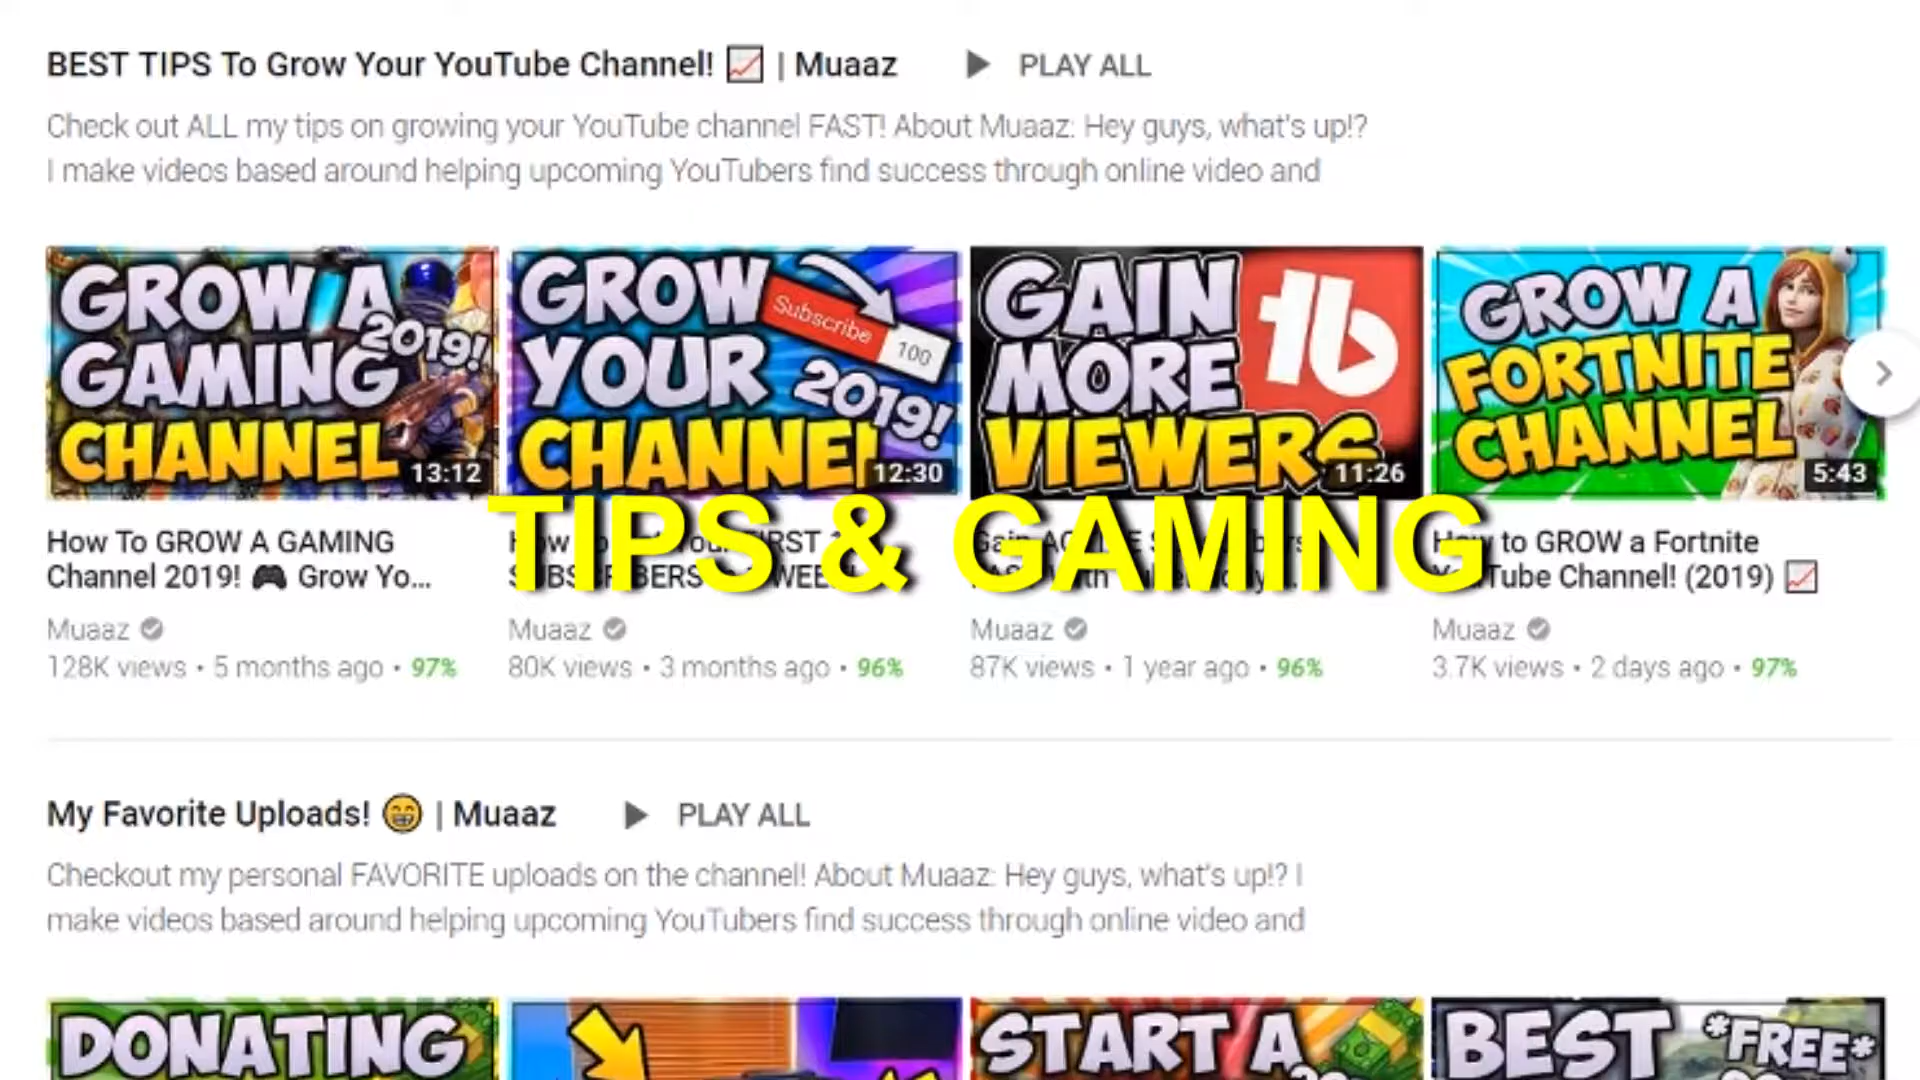 BEST TIPS To Grow Your YouTube Channel! 📈 | Muaaz
PLAY ALL
Check out ALL my tips on growing your YouTube channel FAST! About Muaaz: Hey guys, what's up!?
I make videos based around helping upcoming YouTubers find success through online video and
GROW A
GAMING
2019!
CHANNEL
13:12
GROW
YOUR
CHANNEL
Subscribe 100
2019!
12:30
GAIN
MORE
VIEWERS
11:26
GROW A
FORTNITE
CHANNEL
5:43
TIPS & GAMING
How To GROW A GAMING
Channel 2019! 🎮 Grow Yo...
How to GROW a Fortnite
YouTube Channel! (2019) 📈
Muaaz
128K views • 5 months ago • 97%
Muaaz
80K views • 3 months ago • 96%
Muaaz
87K views • 1 year ago • 96%
Muaaz
3.7K views • 2 days ago • 97%
My Favorite Uploads! 😁 | Muaaz
PLAY ALL
Checkout my personal FAVORITE uploads on the channel! About Muaaz: Hey guys, what's up!? I
make videos based around helping upcoming YouTubers find success through online video and
DONATING
START A
BEST *FREE*